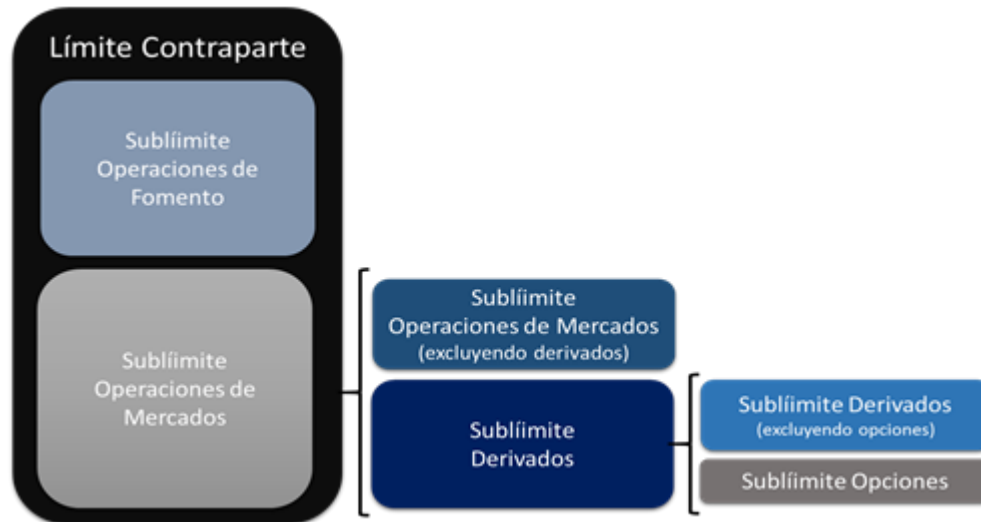 Límite Contraparte
Sublíimite
Operaciones de
Fomento
Sublíimite
Operaciones de
Mercados
Sublíimite
Operaciones de Mercados
(excluyendo derivados)
Sublíimite
Derivados
Sublíimite Derivados
(excluyendo opciones)
Sublíimite Opciones